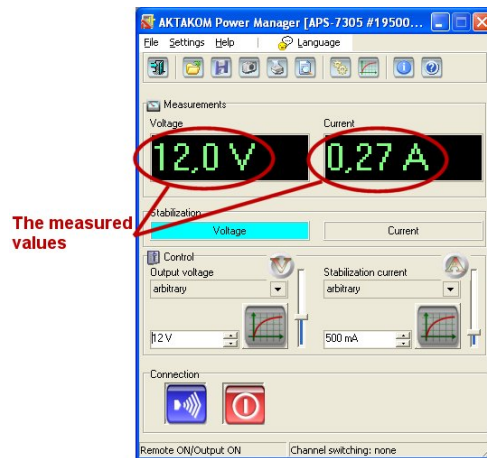 AKTAKOM Power Manager [APS-7305 #19500...
File Settings Help Language
Measurements
Voltage Current
12,0 V 0,27 A
The measured
values
Stabilization
Voltage Current
Control
Output voltage Stabilization current
arbitrary arbitrary
12 V 500 mA
Connection
Remote ON/Output ON Channel switching: none